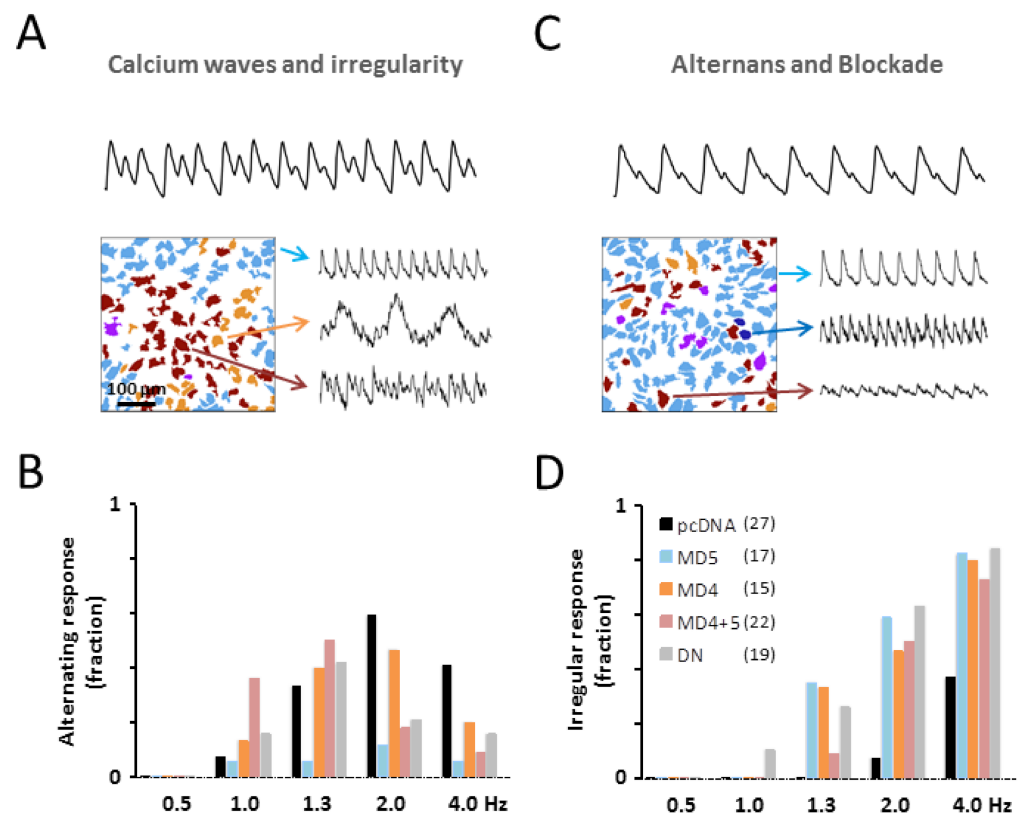 A
Calcium waves and irregularity
100 µm
B
Alternating response
(fraction)
1
0
0.5 1.0 1.3 2.0 4.0 Hz
C
Alternans and Blockade
D
Irregular response
(fraction)
1
0
pcDNA (27)
MD5 (17)
MD4 (15)
MD4+5 (22)
DN (19)
0.5 1.0 1.3 2.0 4.0 Hz